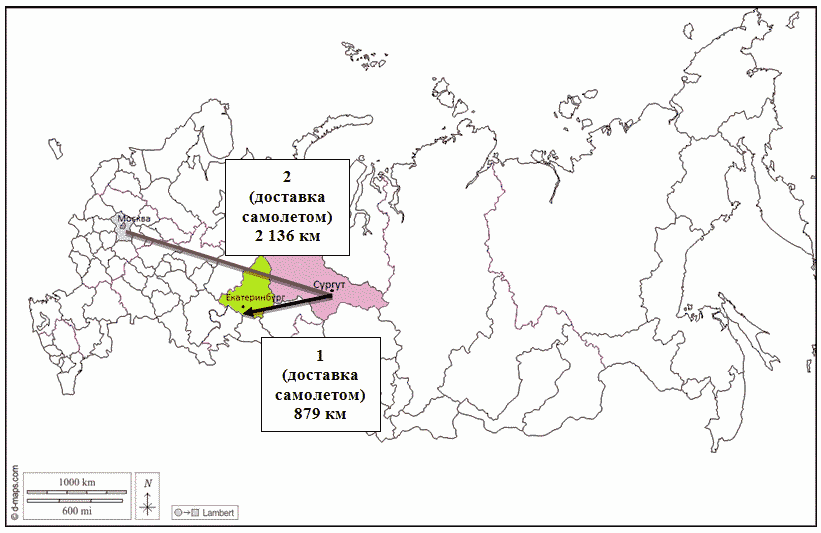 2
(доставка
самолетом)
2 136 км
Москва
Сургут
Екатеринбург
1
(доставка
самолетом)
879 км
© d-maps.com
1000 km
600 mi
N
Lambert